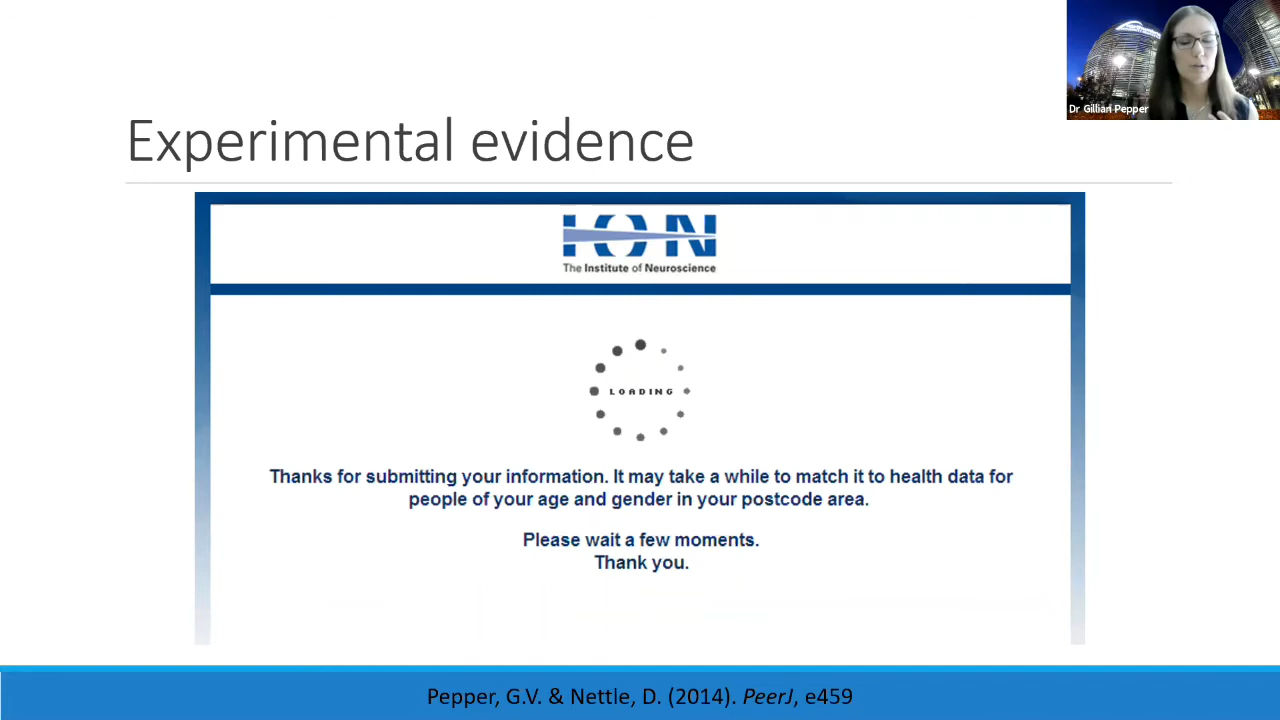 Dr Gillian Pepper
Experimental evidence
ION
The Institute of Neuroscience
LOADING
Thanks for submitting your information. It may take a while to match it to health data for
people of your age and gender in your postcode area.
Please wait a few moments.
Thank you.
Pepper, G.V. & Nettle, D. (2014). PeerJ, e459